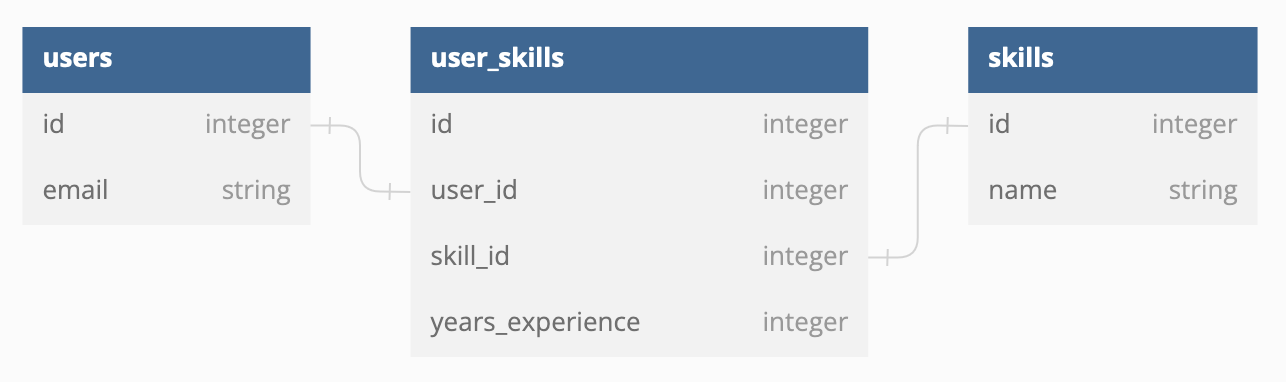 users
id integer
email string
user_skills
id integer
user_id integer
skill_id integer
years_experience integer
skills
id integer
name string